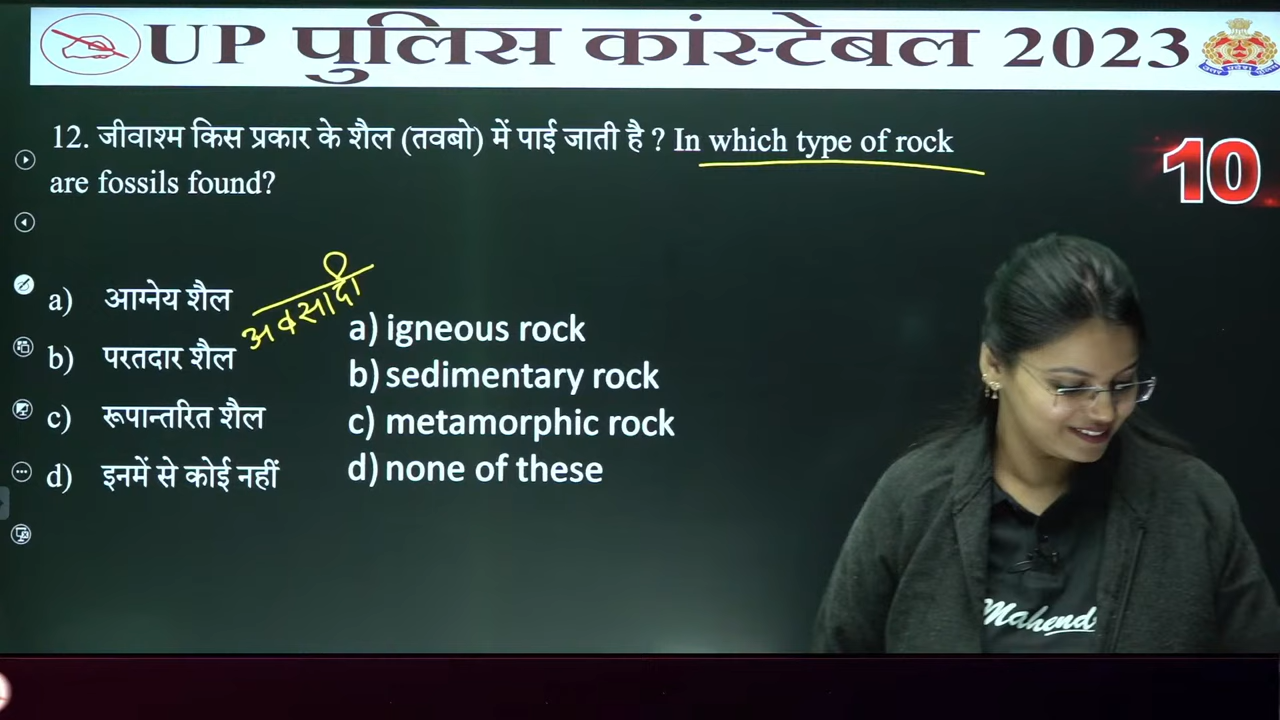 UP पुलिस कांस्टेबल 2023
12. जीवाश्म किस प्रकार के शैल (तवबो) में पाई जाती है ? In which type of rock
are fossils found?
10
a) आग्नेय शैल
b) परतदार शैल
c) रूपान्तरित शैल
d) इनमें से कोई नहीं
अवसादी
a) igneous rock
b) sedimentary rock
c) metamorphic rock
d) none of these
Mahend